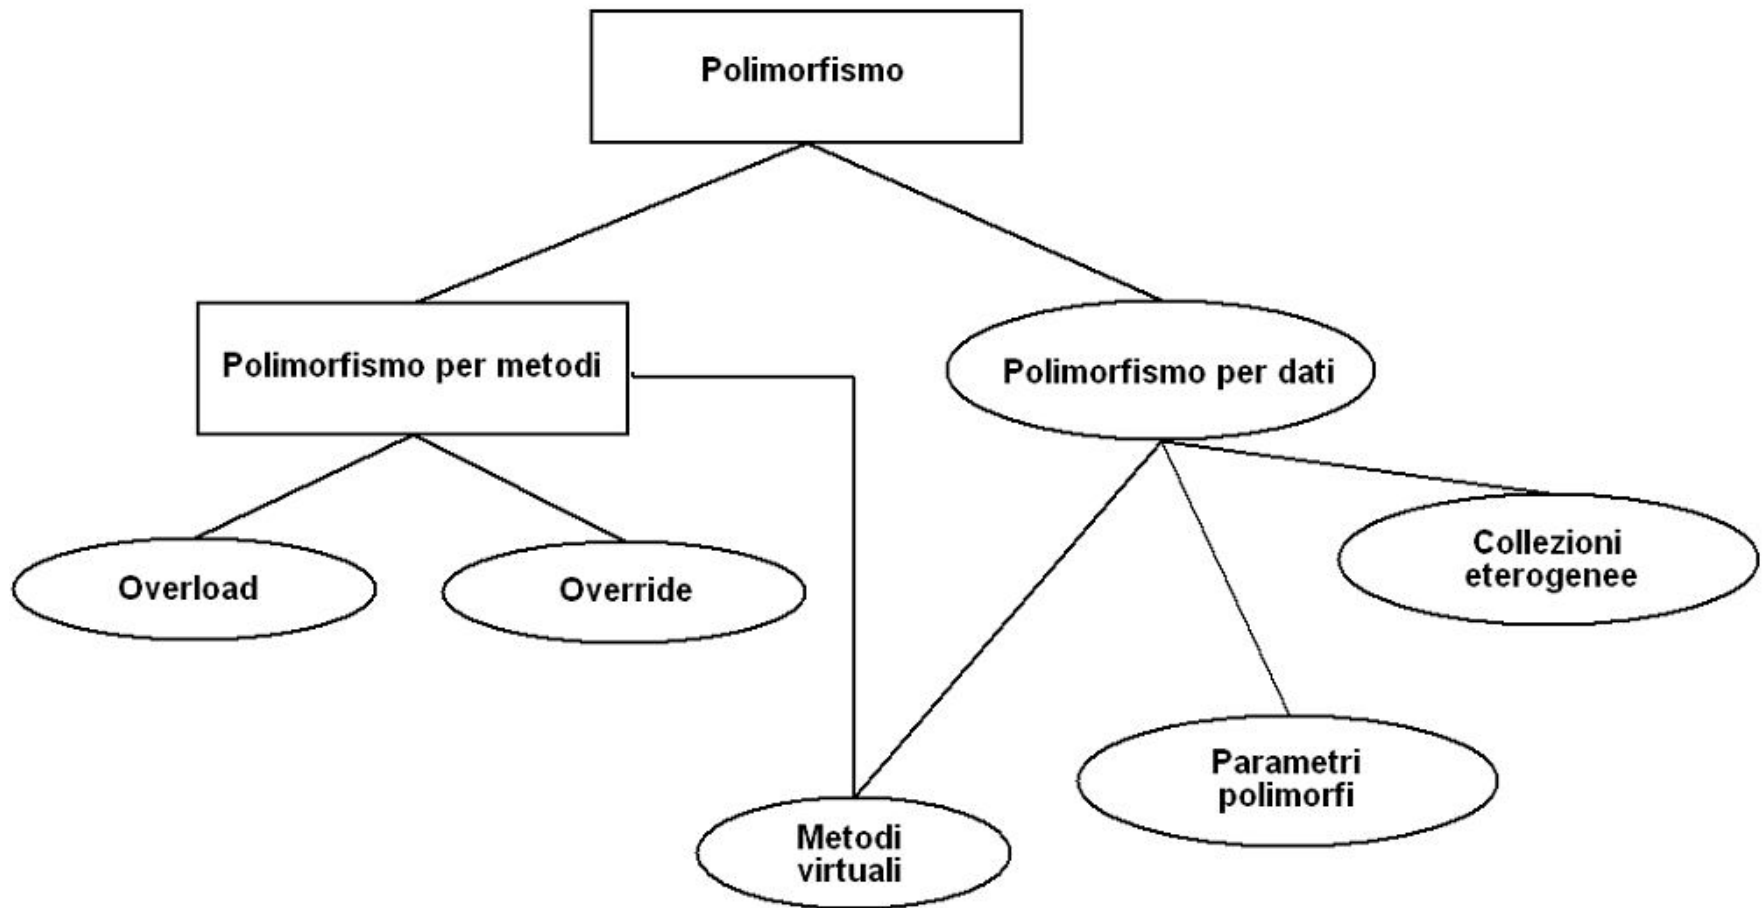 Polimorfismo
Polimorfismo per metodi
Polimorfismo per dati
Overload
Override
Collezioni
eterogenee
Parametri
polimorfi
Metodi
virtuali